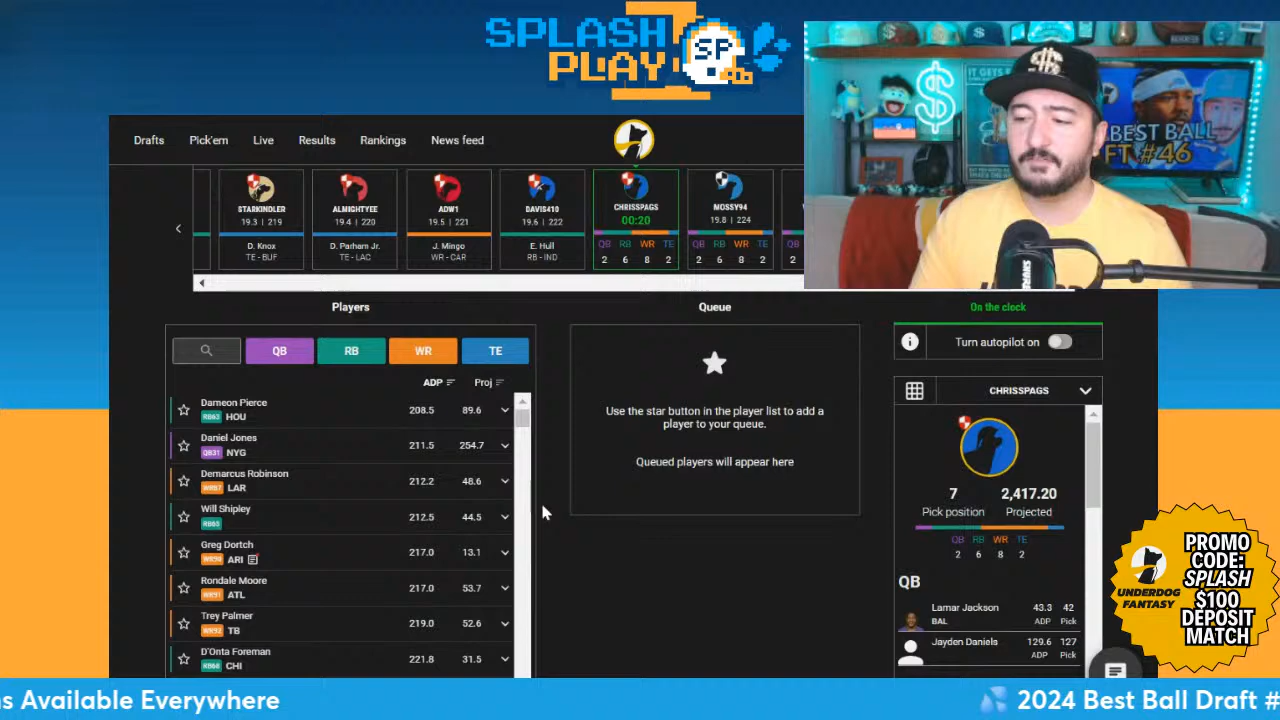 SPLASH
PLAY
SP
IT GETS
BEST BALL
FT #46
Drafts Pick'em Live Results Rankings News feed
STARKINDLER
19.3 | 219
D. Knox
TE - BUF
ALMIGHTYEE
19.4 | 220
D. Parham Jr.
TE - LAC
ADW1
19.5 | 221
J. Mingo
WR - CAR
DAVIS410
19.6 | 222
E. Hull
RB - IND
CHRISSPAGS
00:20
QB RB WR TE
2 6 8 2
MOSSY94
19.8 | 224
QB RB WR TE
2 6 8 2
QB
2
Players
QB RB WR TE
ADP Proj
Dameon Pierce
RB63 HOU 208.5 89.6
Daniel Jones
QB31 NYG 211.5 254.7
Demarcus Robinson
LAR 212.2 48.6
Will Shipley
212.5 44.5
Greg Dortch
ARI 217.0 13.1
Rondale Moore
ATL 217.0 53.7
Trey Palmer
TB 219.0 52.6
D'Onta Foreman
CHI 221.8 31.5
Queue
Use the star button in the player list to add a
player to your queue.
Queued players will appear here
On the clock
Turn autopilot on
CHRISSPAGS
7 2,417.20
Pick position Projected
QB RB WR TE
2 6 8 2
QB
Lamar Jackson 43.3 42
BAL ADP Pick
Jayden Daniels 129.6 127
ADP Pick
SHURE
UNDERDOG
FANTASY
PROMO
CODE:
SPLASH
$100
DEPOSIT
MATCH
ns Available Everywhere
2024 Best Ball Draft #